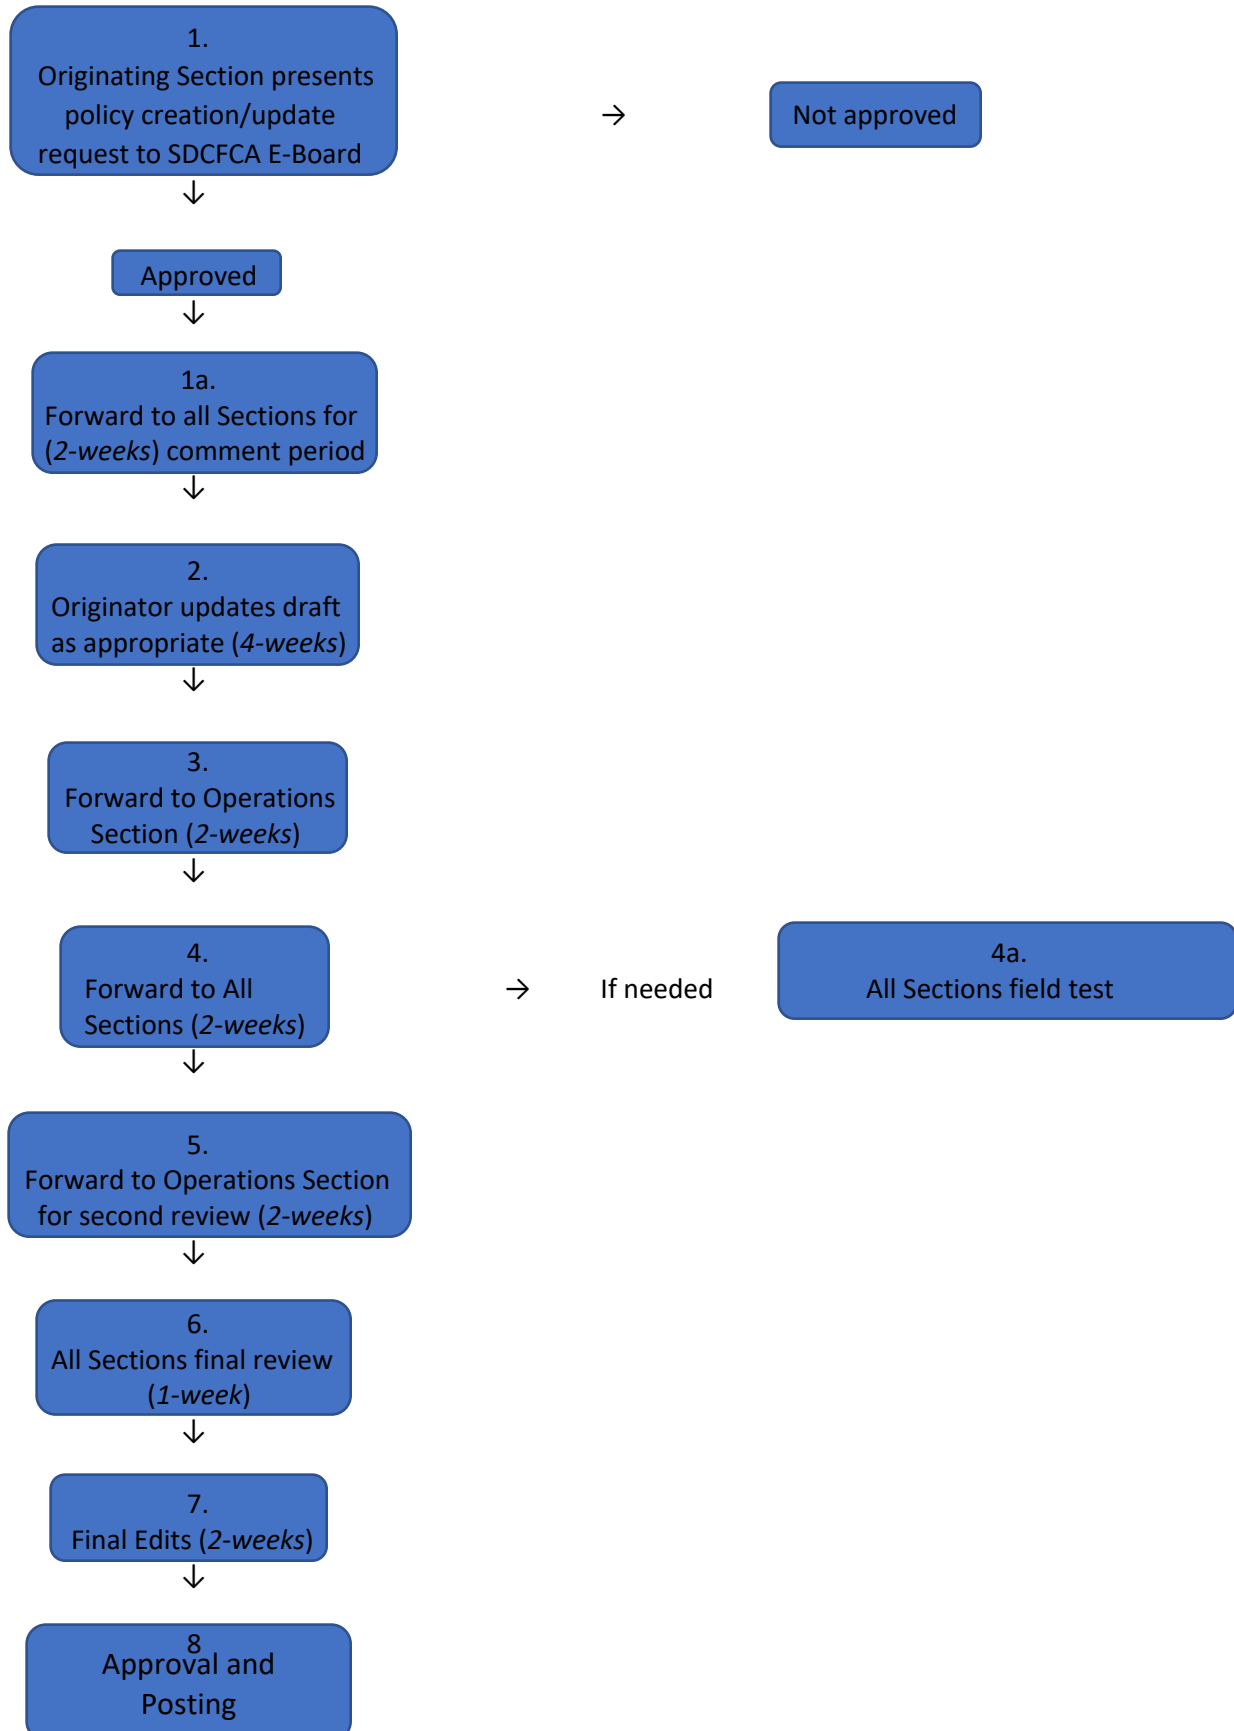 1.
Originating Section presents
policy creation/update
request to SDCFCA E-Board
→
Not approved
↓
Approved
↓
1a.
Forward to all Sections for
(2-weeks) comment period
↓
2.
Originator updates draft
as appropriate (4-weeks)
↓
3.
Forward to Operations
Section (2-weeks)
↓
4.
Forward to All
Sections (2-weeks)
→
If needed
4a.
All Sections field test
↓
5.
Forward to Operations Section
for second review (2-weeks)
↓
6.
All Sections final review
(1-week)
↓
7.
Final Edits (2-weeks)
↓
8
Approval and
Posting